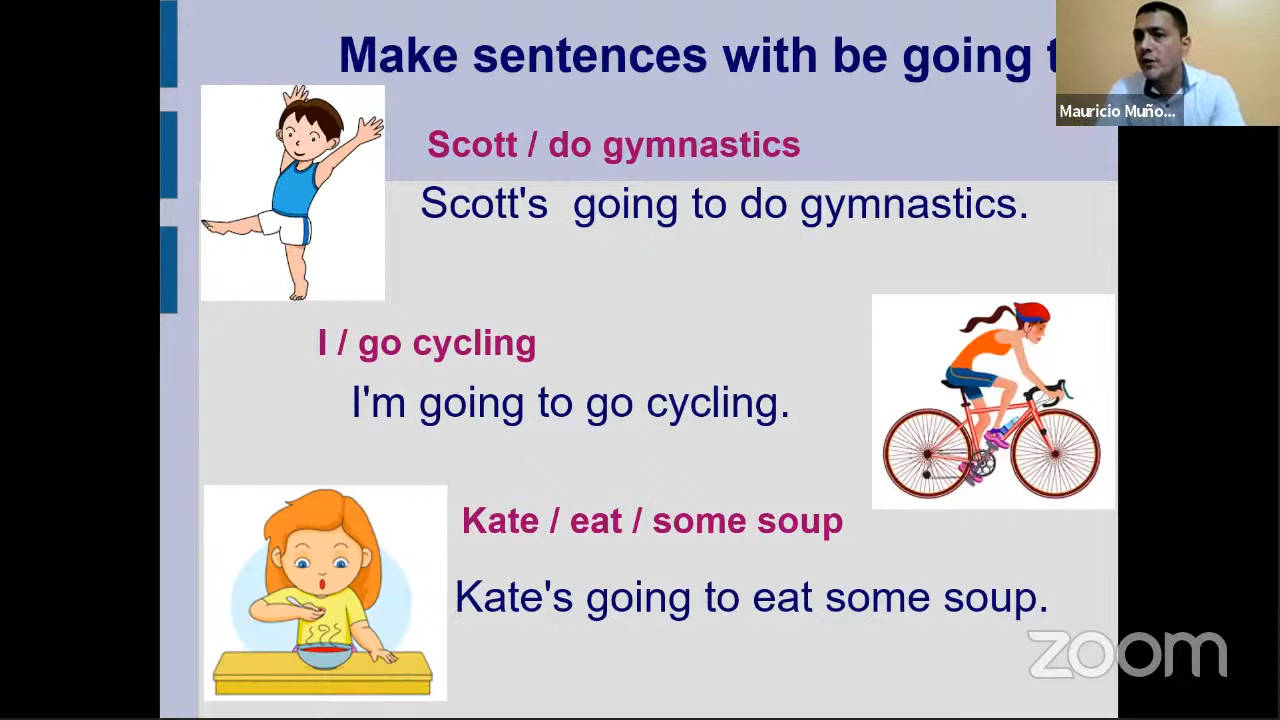 Make sentences with be going t
Mauricio Muño...
Scott / do gymnastics
Scott's going to do gymnastics.
I / go cycling
I'm going to go cycling.
Kate / eat / some soup
Kate's going to eat some soup.
zoom